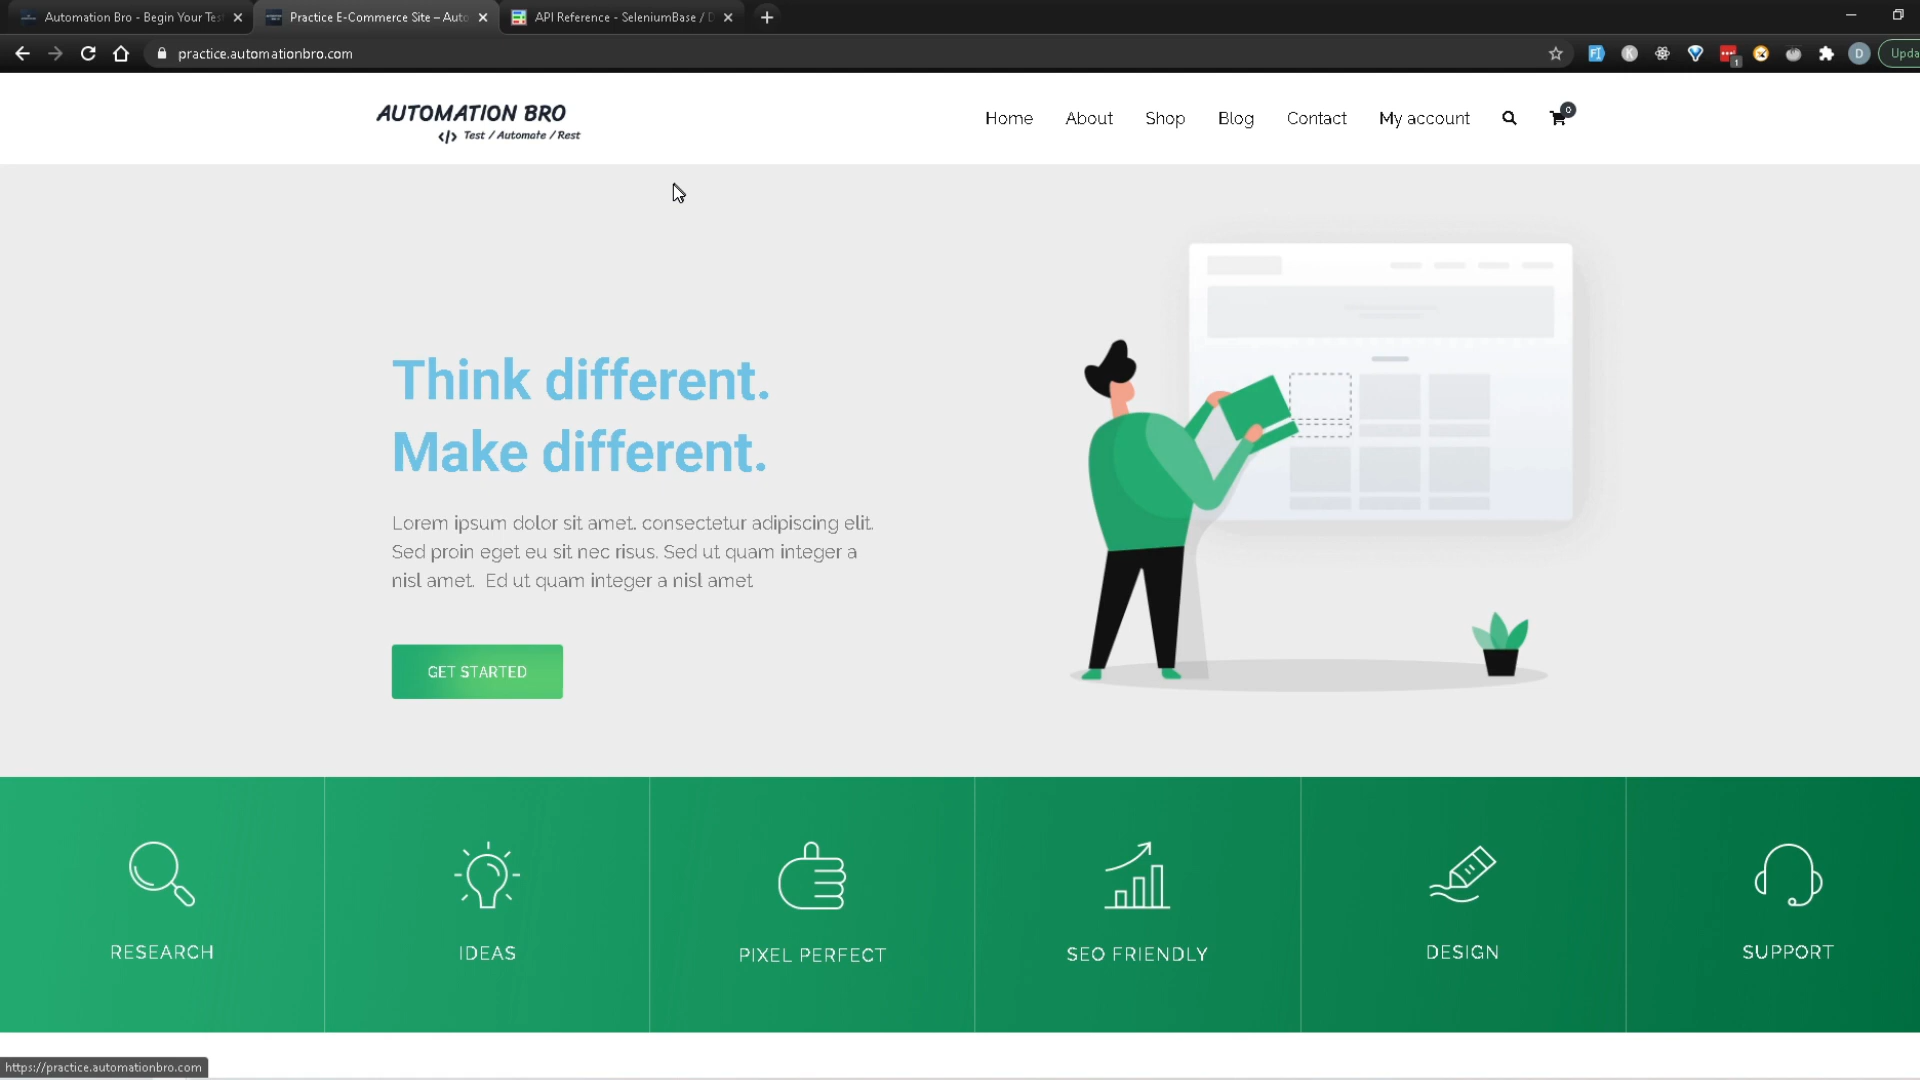 Automation Bro - Begin Your Tes
Practice E-Commerce Site – Auto
API Reference - SeleniumBase / D
practice.automationbro.com
1
D
Upda
AUTOMATION BRO
</> Test / Automate / Rest
Home
About
Shop
Blog
Contact
My account
0
Think different.
Make different.
Lorem ipsum dolor sit amet. consectetur adipiscing elit.
Sed proin eget eu sit nec risus. Sed ut quam integer a
nisl amet.  Ed ut quam integer a nisl amet
GET STARTED
RESEARCH
IDEAS
PIXEL PERFECT
SEO FRIENDLY
DESIGN
SUPPORT
https://practice.automationbro.com